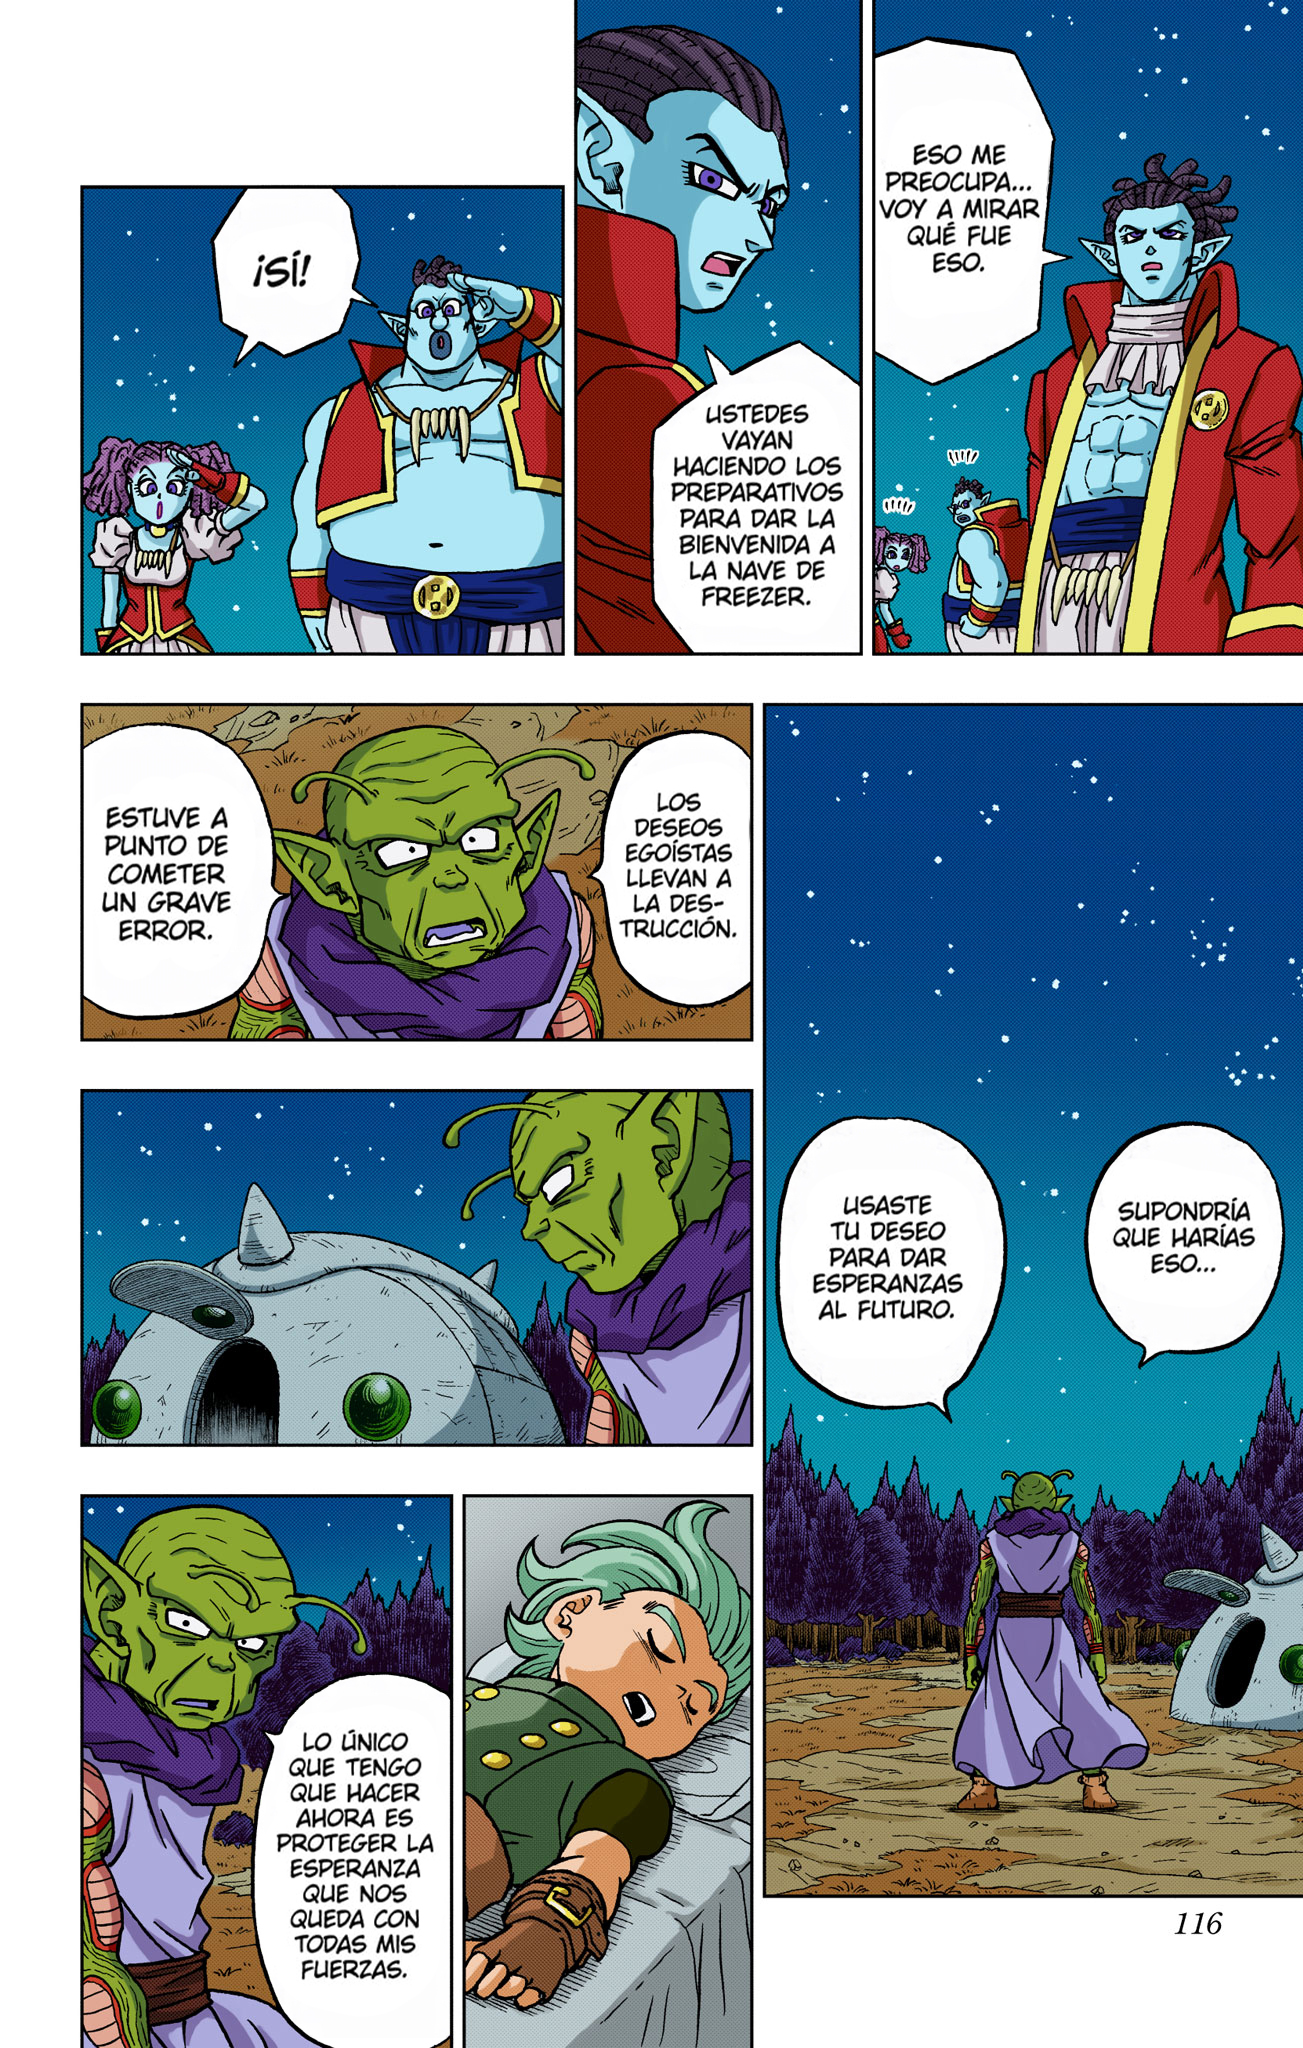 ESO ME
PREOCUPA...
VOY A MIRAR
QUÉ FUE
ESO.
USTEDES
VAYAN
HACIENDO LOS
PREPARATIVOS
PARA DAR LA
BIENVENIDA A
LA NAVE DE
FREEZER.
¡SÍ!
SUPONDRÍA
QUE HARÍAS
ESO...
USASTE
TU DESEO
PARA DAR
ESPERANZAS
AL FUTURO.
LOS
DESEOS
EGOÍSTAS
LLEVAN A
LA DES-
TRUCCIÓN.
ESTUVE A
PUNTO DE
COMETER
UN GRAVE
ERROR.
LO ÚNICO
QUE TENGO
QUE HACER
AHORA ES
PROTEGER LA
ESPERANZA
QUE NOS
QUEDA CON
TODAS MIS
FUERZAS.
116